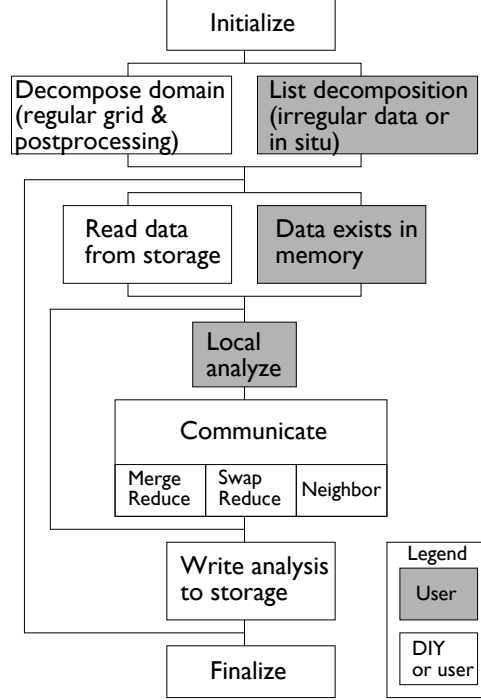 Initialize
Decompose domain
(regular grid &
postprocessing)
List decomposition
(irregular data or
in situ)
Read data
from storage
Data exists in
memory
Local
analyze
Communicate
Merge
Reduce
Swap
Reduce
Neighbor
Write analysis
to storage
Finalize
Legend
User
DIY
or user